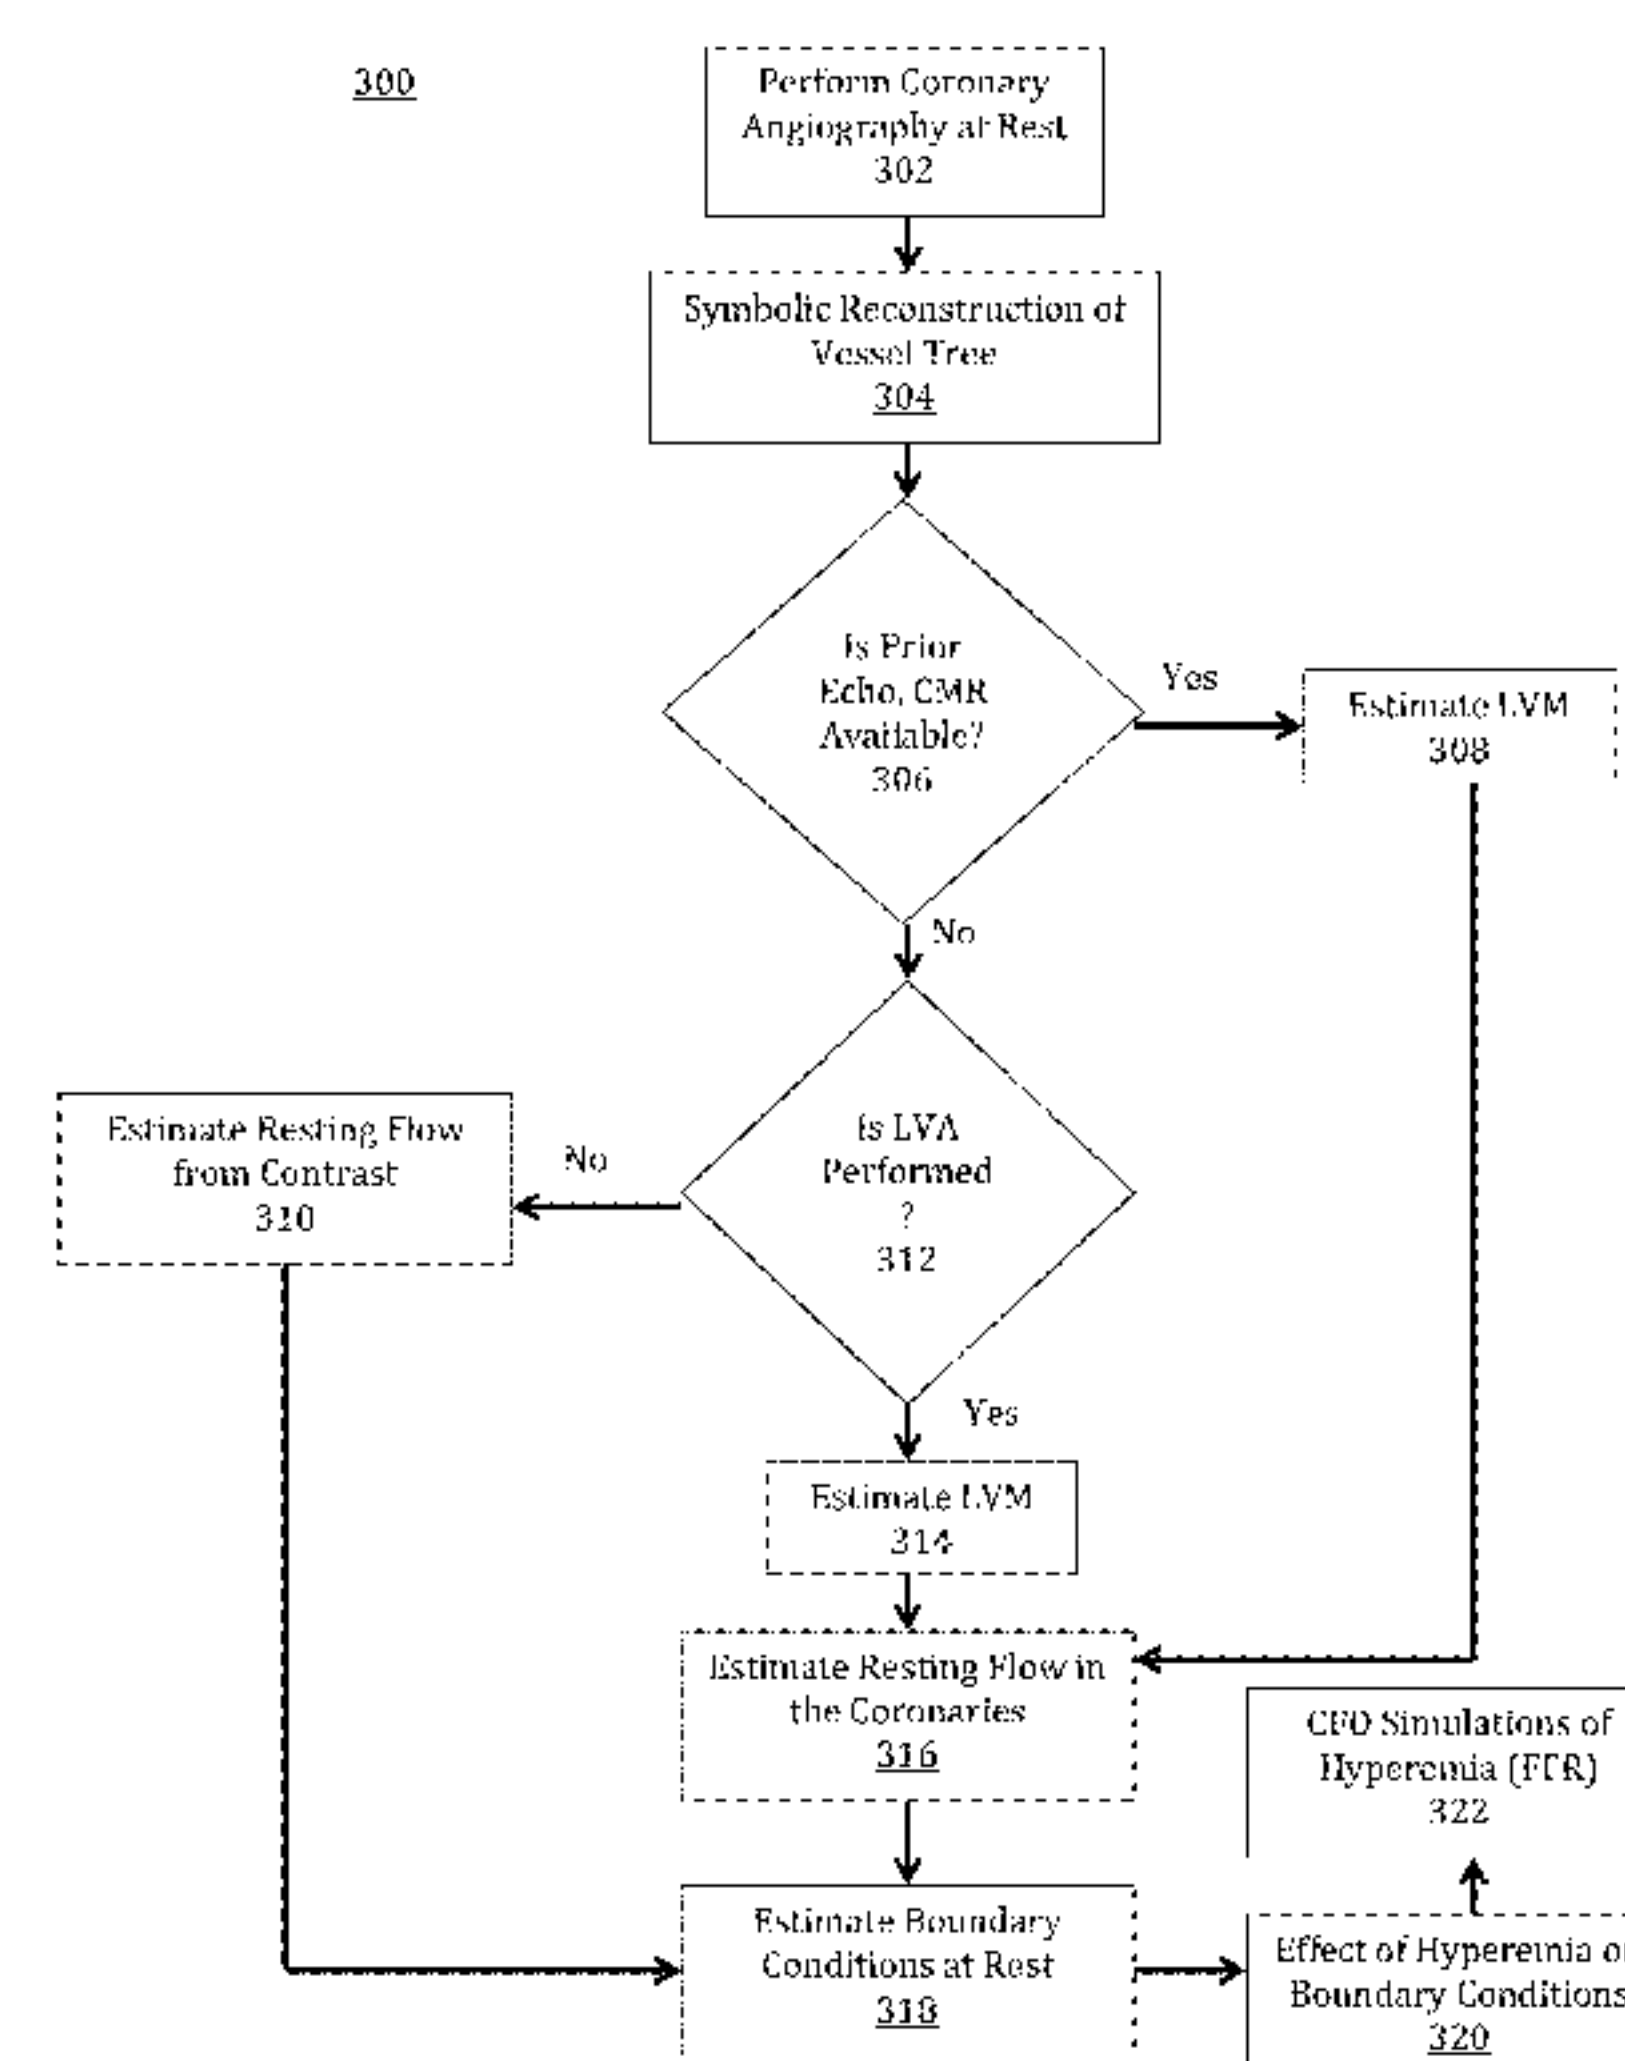 300
Perform Coronary
Angiography at Rest
302
Symbolic Reconstruction of
Vessel Tree
304
Is Prior
Echo, CMR
Available?
306
Yes
Estimate LVM
308
No
Is LVA
Performed
?
312
No
Estimate Resting Flow
from Contrast
310
Yes
Estimate LVM
314
Estimate Resting Flow in
the Coronaries
316
Estimate Boundary
Conditions at Rest
318
CFD Simulations of
Hyperemia (FFR)
322
Effect of Hyperemia
Boundary Conditions
320